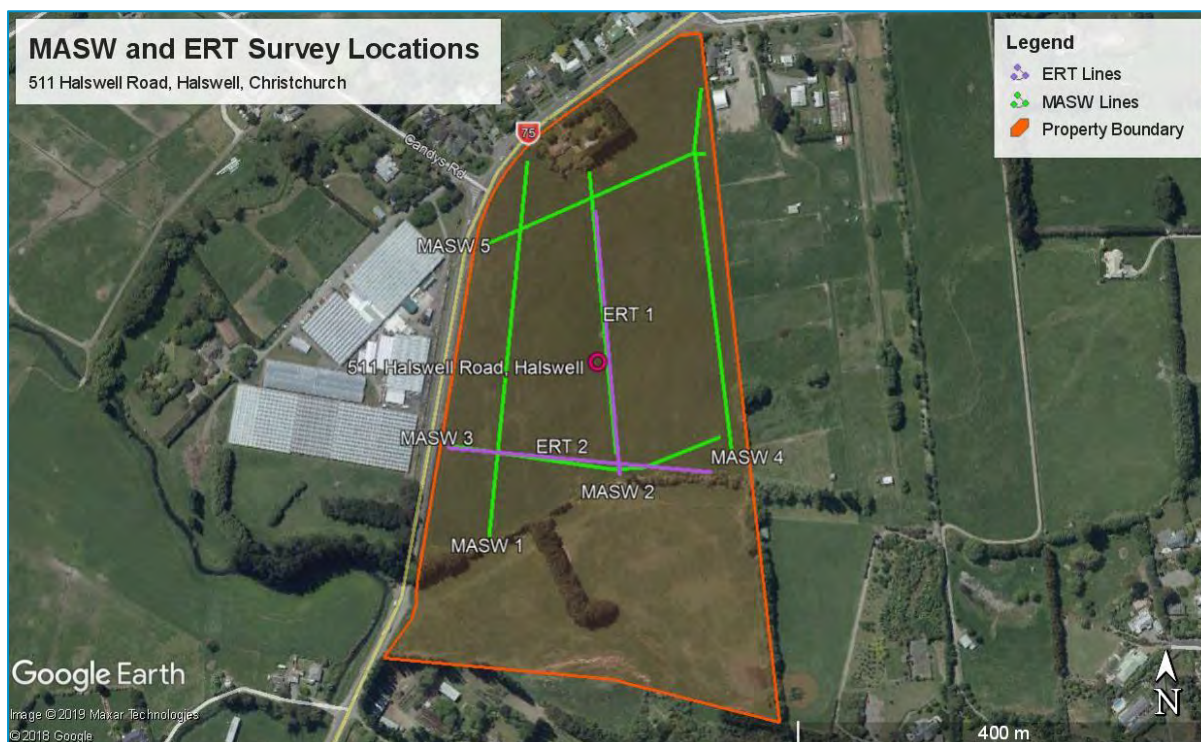 MASW and ERT Survey Locations
511 Halswell Road, Halswell, Christchurch
Legend
ERT Lines
MASW Lines
Property Boundary
75
Candys Rd
MASW 5
ERT 1
511 Halswell Road, Halswell
MASW 3
ERT 2
MASW 4
MASW 2
MASW 1
Google Earth
Image © 2019 Maxar Technologies
© 2018 Google
N
400 m